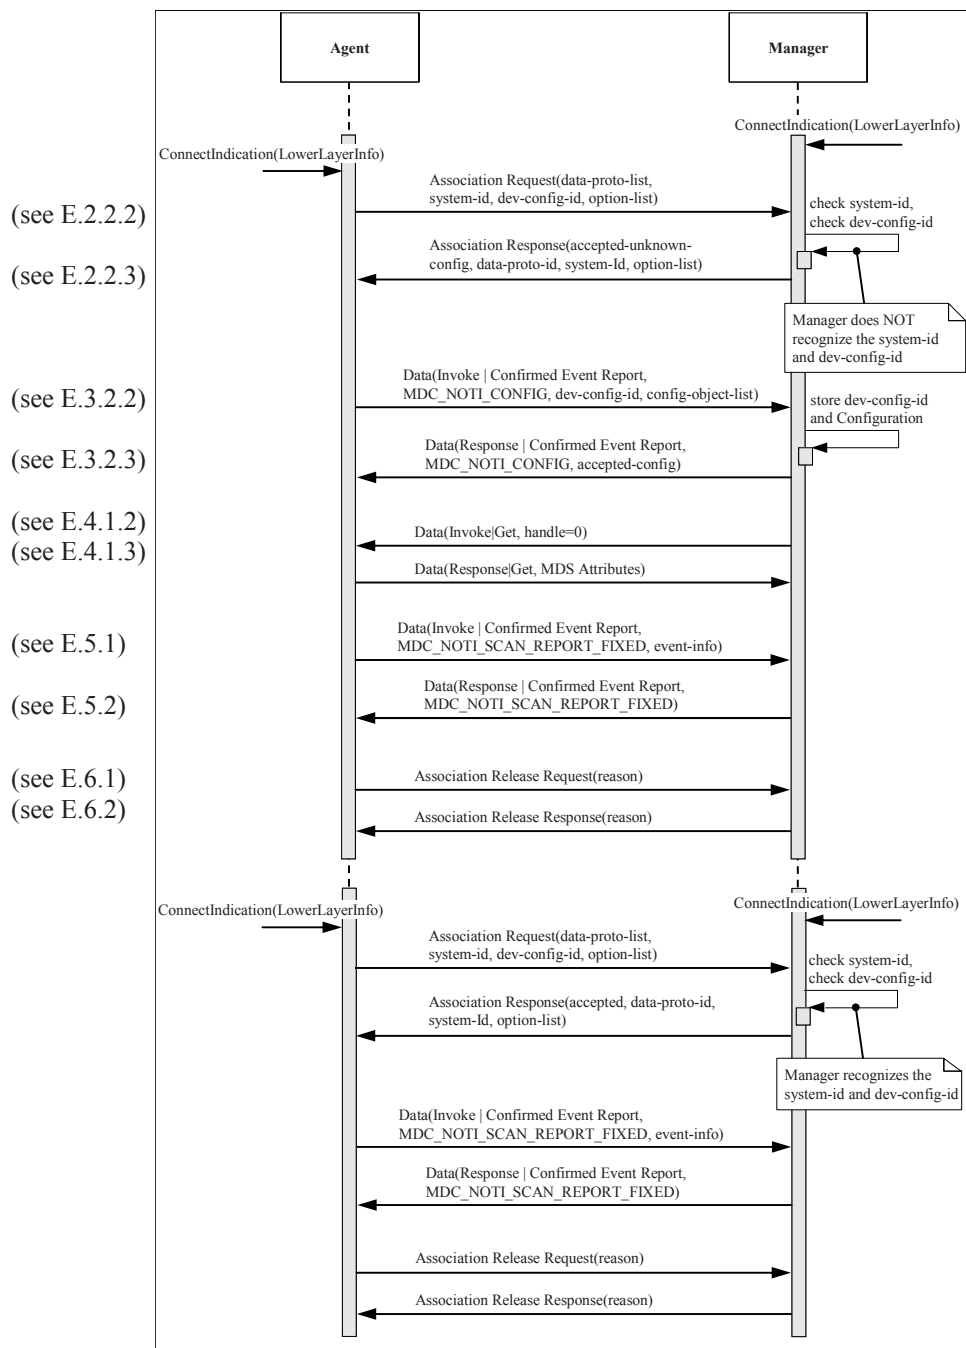 Agent
Manager
ConnectIndication(LowerLayerInfo)
ConnectIndication(LowerLayerInfo)
Association Request(data-proto-list,
system-id, dev-config-id, option-list)
(see E.2.2.2)
check system-id,
check dev-config-id
Association Response(accepted-unknown-
config, data-proto-id, system-Id, option-list)
(see E.2.2.3)
Manager does NOT
recognize the system-id
and dev-config-id
Data(Invoke | Confirmed Event Report,
MDC_NOTI_CONFIG, dev-config-id, config-object-list)
(see E.3.2.2)
store dev-config-id
and Configuration
Data(Response | Confirmed Event Report,
MDC_NOTI_CONFIG, accepted-config)
(see E.3.2.3)
(see E.4.1.2)
Data(Invoke|Get, handle=0)
(see E.4.1.3)
Data(Response|Get, MDS Attributes)
Data(Invoke | Confirmed Event Report,
MDC_NOTI_SCAN_REPORT_FIXED, event-info)
(see E.5.1)
Data(Response | Confirmed Event Report,
MDC_NOTI_SCAN_REPORT_FIXED)
(see E.5.2)
(see E.6.1)
Association Release Request(reason)
(see E.6.2)
Association Release Response(reason)
ConnectIndication(LowerLayerInfo)
ConnectIndication(LowerLayerInfo)
Association Request(data-proto-list,
system-id, dev-config-id, option-list)
check system-id,
check dev-config-id
Association Response(accepted, data-proto-id,
system-Id, option-list)
Manager recognizes the
system-id and dev-config-id
Data(Invoke | Confirmed Event Report,
MDC_NOTI_SCAN_REPORT_FIXED, event-info)
Data(Response | Confirmed Event Report,
MDC_NOTI_SCAN_REPORT_FIXED)
Association Release Request(reason)
Association Release Response(reason)